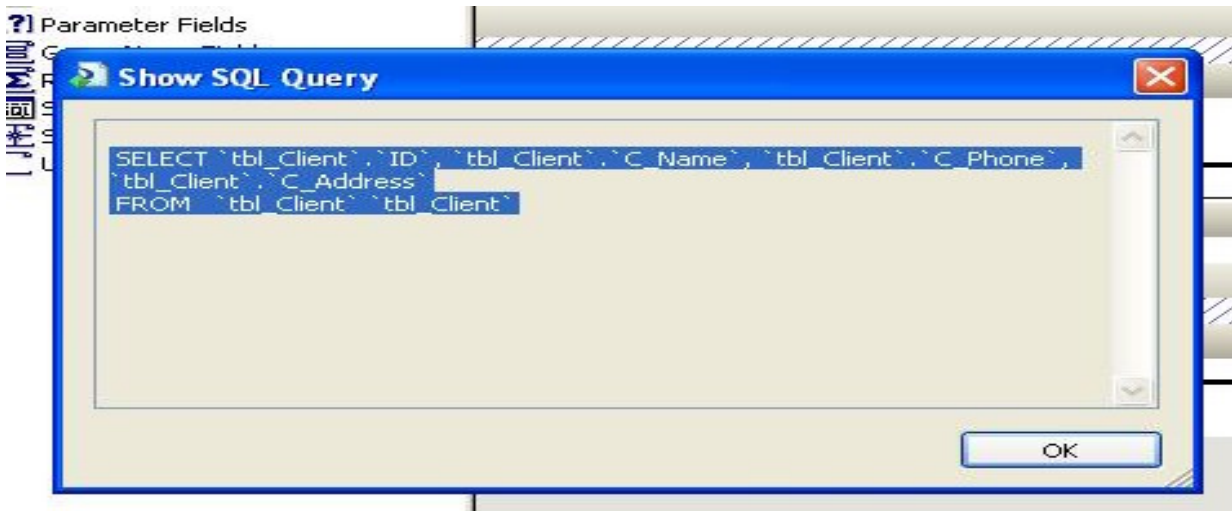 Parameter Fields
Show SQL Query
SELECT `tbl_Client`.`ID`, `tbl_Client`.`C_Name`, `tbl_Client`.`C_Phone`,
`tbl_Client`.`C_Address`
FROM   `tbl_Client` `tbl_Client`
OK